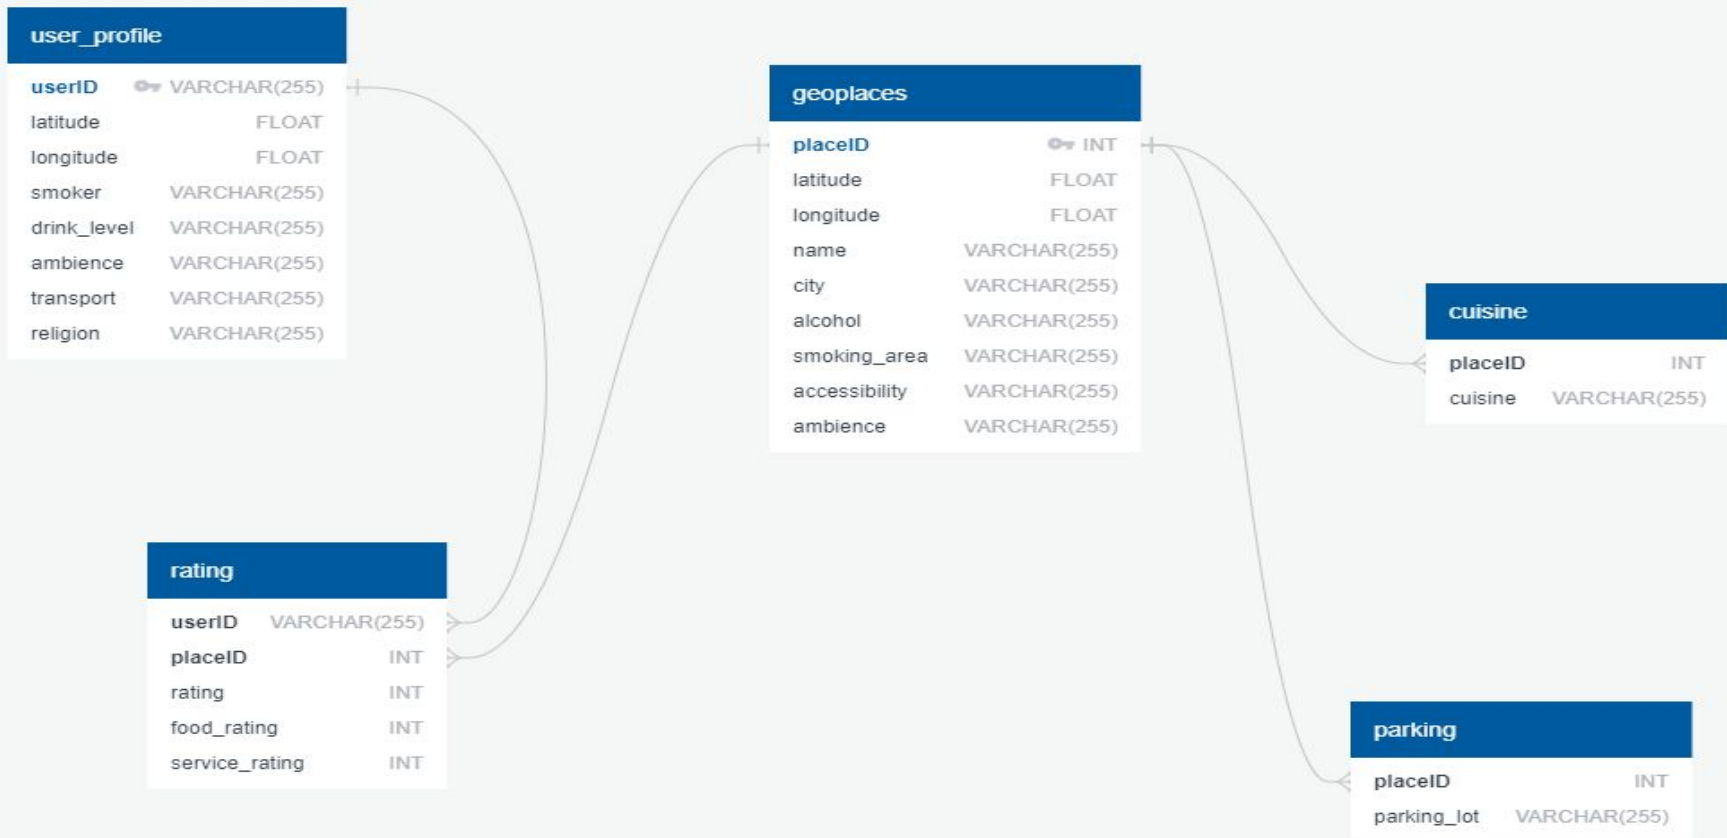 user_profile
userID VARCHAR(255)
latitude FLOAT
longitude FLOAT
smoker VARCHAR(255)
drink_level VARCHAR(255)
ambience VARCHAR(255)
transport VARCHAR(255)
religion VARCHAR(255)
geoplaces
placeID INT
latitude FLOAT
longitude FLOAT
name VARCHAR(255)
city VARCHAR(255)
alcohol VARCHAR(255)
smoking_area VARCHAR(255)
accessibility VARCHAR(255)
ambience VARCHAR(255)
cuisine
placeID INT
cuisine VARCHAR(255)
rating
userID VARCHAR(255)
placeID INT
rating INT
food_rating INT
service_rating INT
parking
placeID INT
parking_lot VARCHAR(255)